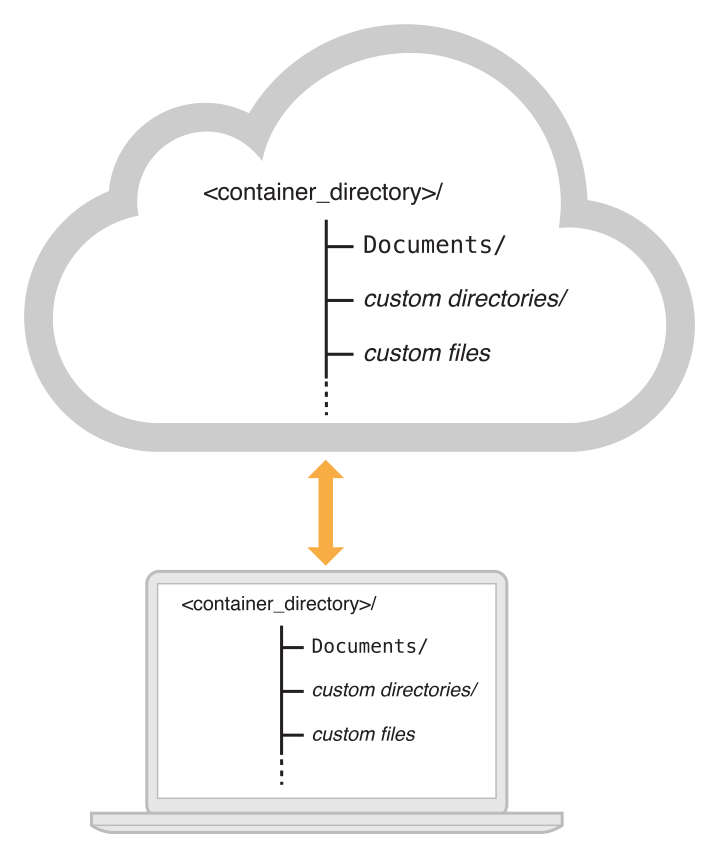 <container_directory>/
Documents/
custom directories/
custom files
<container_directory>/
Documents/
custom directories/
custom files